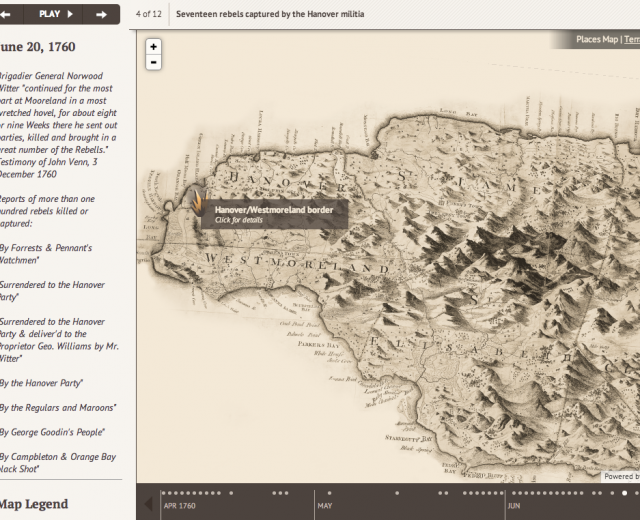 PLAY
4 of 12
Seventeen rebels captured by the Hanover militia
une 20, 1760
Brigadier General Norwood
Witter "continued for the most
part at Mooreland in a most
wretched hovel, for about eight
or nine Weeks there he sent out
parties, killed and brought in a
great number of the Rebells."
Testimony of John Venn, 3
December 1760
Reports of more than one
hundred rebels killed or
captured:
"By Forrests & Pennant's
Watchmen"
"Surrendered to the Hanover
Party"
"Surrendered to the Hanover
Party & deliver'd to the
Proprietor Geo. Williams by Mr.
Witter"
"By the Hanover Party"
"By the Regulars and Maroons"
"By George Goodin's People"
"By Campbleton & Orange Bay
Black Shot"
Map Legend
+
−
Places Map | Terr
HANOVER
S JAMES
Hanover/Westmoreland border
Click for details
WESTMORELAND
ELISABETH
PARKER'S BAY
STARVEGUTT BAY
Powered b
APR 1760
MAY
JUN